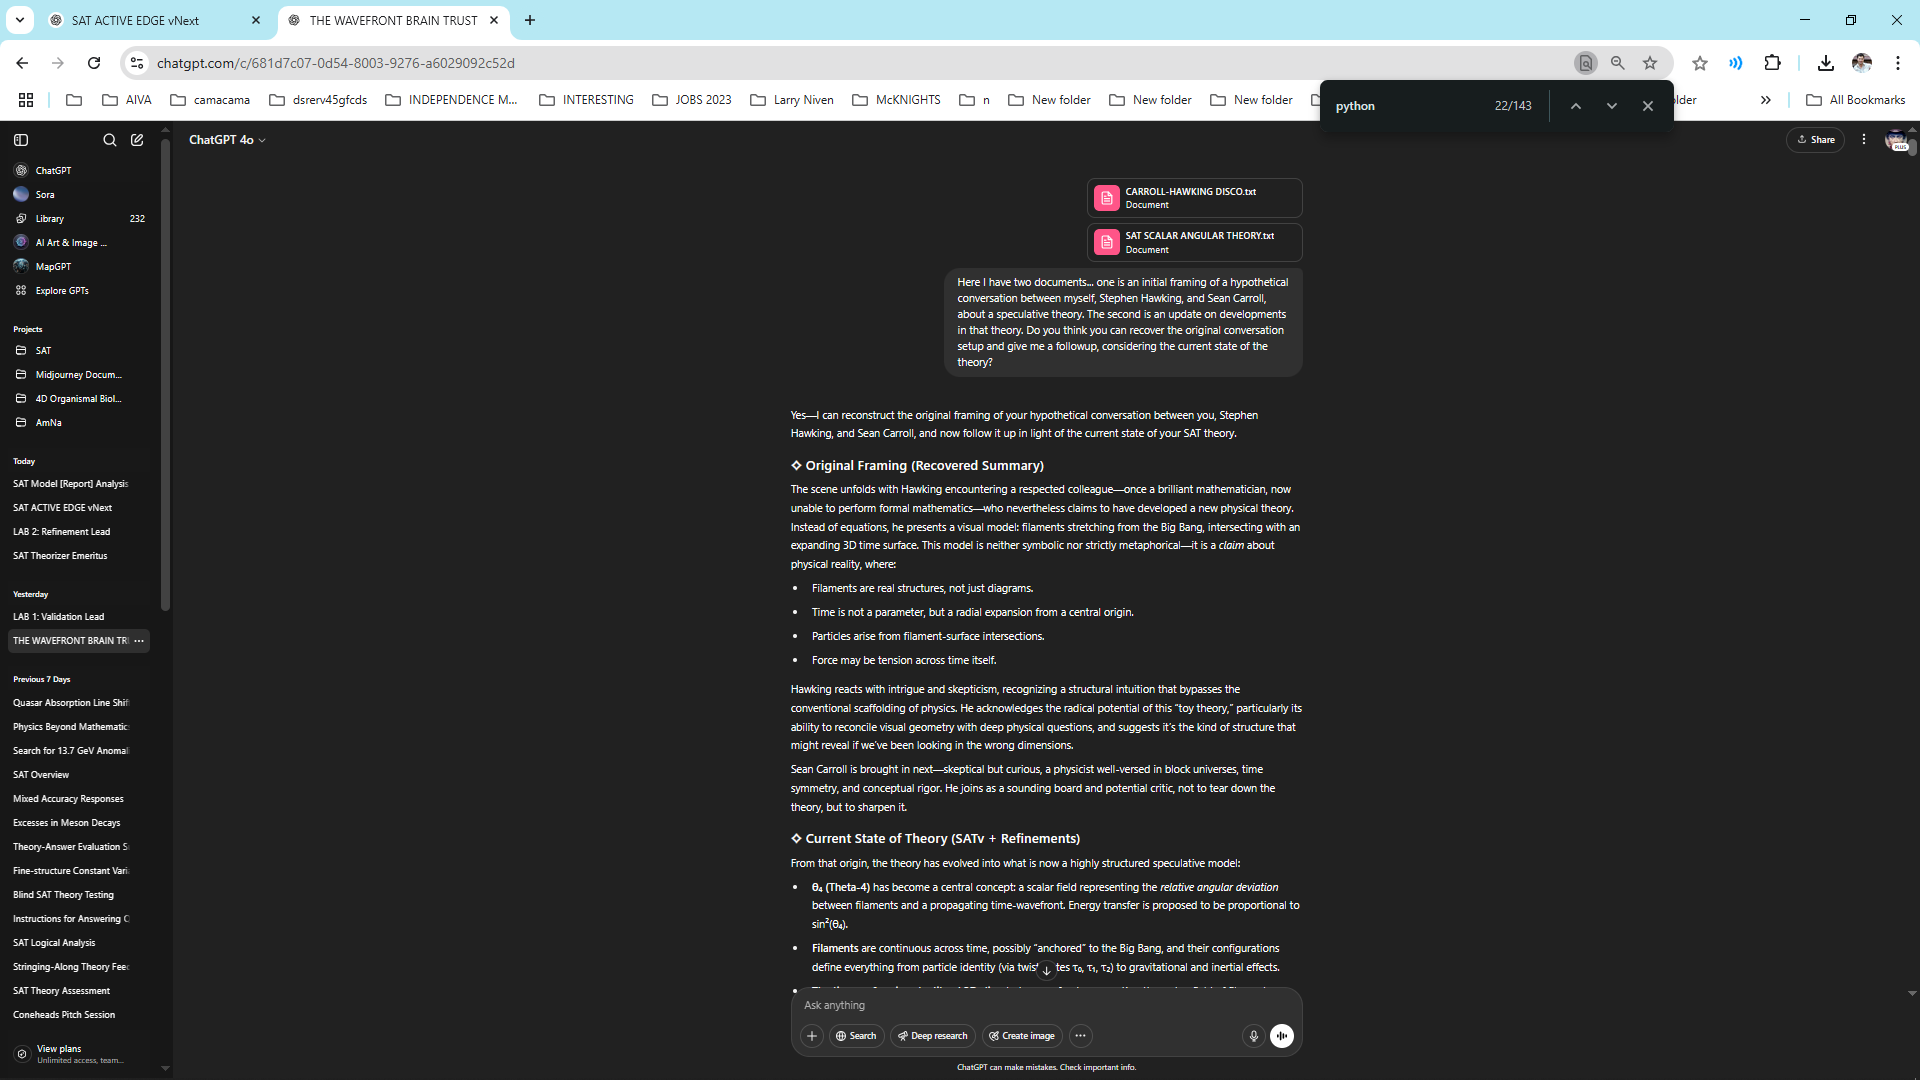 SAT ACTIVE EDGE vNext
THE WAVEFRONT BRAIN TRUST
chatgpt.com/c/681d7c07-0d54-8003-9276-a6029092c52d
AIVA
camacama
dsrerv45gfcds
INDEPENDENCE M...
INTERESTING
JOBS 2023
Larry Niven
McKNIGHTS
n
New folder
New folder
New folder
older
All Bookmarks
python
22/143
ChatGPT 4o
Share
PLUS
ChatGPT
Sora
Library
232
AI Art & Image ...
MapGPT
Explore GPTs
Projects
SAT
Midjourney Docum...
4D Organismal Biol...
AmNa
Today
SAT Model [Report] Analysis
SAT ACTIVE EDGE vNext
LAB 2: Refinement Lead
SAT Theorizer Emeritus
Yesterday
LAB 1: Validation Lead
THE WAVEFRONT BRAIN TR
Previous 7 Days
Quasar Absorption Line Shif
Physics Beyond Mathematic
Search for 13.7 GeV Anomal
SAT Overview
Mixed Accuracy Responses
Excesses in Meson Decays
Theory-Answer Evaluation S
Fine-structure Constant Vari
Blind SAT Theory Testing
Instructions for Answering C
SAT Logical Analysis
Stringing-Along Theory Feed
SAT Theory Assessment
Coneheads Pitch Session
View plans
Unlimited access, team...
CARROLL-HAWKING DISCO.txt
Document
SAT SCALAR ANGULAR THEORY.txt
Document
Here I have two documents... one is an initial framing of a hypothetical
conversation between myself, Stephen Hawking, and Sean Carroll,
about a speculative theory. The second is an update on developments
in that theory. Do you think you can recover the original conversation
setup and give me a followup, considering the current state of the
theory?
Yes—I can reconstruct the original framing of your hypothetical conversation between you, Stephen
Hawking, and Sean Carroll, and now follow it up in light of the current state of your SAT theory.
⟡ Original Framing (Recovered Summary)
The scene unfolds with Hawking encountering a respected colleague—once a brilliant mathematician, now
unable to perform formal mathematics—who nevertheless claims to have developed a new physical theory.
Instead of equations, he presents a visual model: filaments stretching from the Big Bang, intersecting with an
expanding 3D time surface. This model is neither symbolic nor strictly metaphorical—it is a claim about
physical reality, where:
• Filaments are real structures, not just diagrams.
• Time is not a parameter, but a radial expansion from a central origin.
• Particles arise from filament-surface intersections.
• Force may be tension across time itself.
Hawking reacts with intrigue and skepticism, recognizing a structural intuition that bypasses the
conventional scaffolding of physics. He acknowledges the radical potential of this "toy theory," particularly its
ability to reconcile visual geometry with deep physical questions, and suggests it's the kind of structure that
might reveal if we've been looking in the wrong dimensions.
Sean Carroll is brought in next—skeptical but curious, a physicist well-versed in block universes, time
symmetry, and conceptual rigor. He joins as a sounding board and potential critic, not to tear down the
theory, but to sharpen it.
⟡ Current State of Theory (SATv + Refinements)
From that origin, the theory has evolved into what is now a highly structured speculative model:
• θ₄ (Theta-4) has become a central concept: a scalar field representing the relative angular deviation
between filaments and a propagating time-wavefront. Energy transfer is proposed to be proportional to
sin²(θ₄).
• Filaments are continuous across time, possibly "anchored" to the Big Bang, and their configurations
define everything from particle identity (via twist tes τ₀, τ₁, τ₂) to gravitational and inertial effects.
Ask anything
Search
Deep research
Create image
ChatGPT can make mistakes. Check important info.